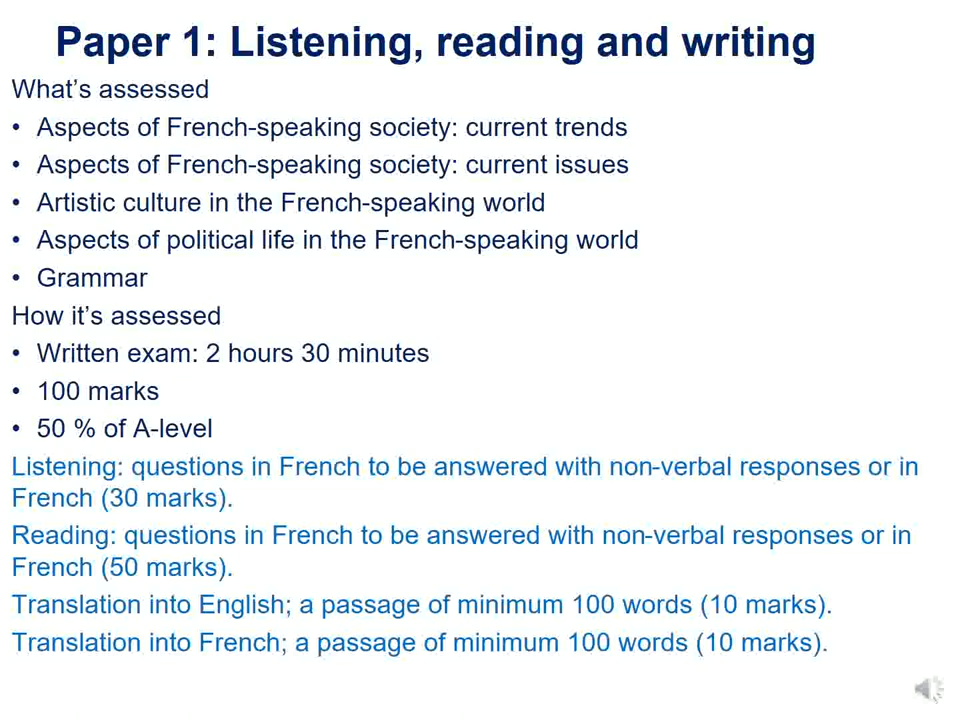 Paper 1: Listening, reading and writing
What’s assessed
• Aspects of French-speaking society: current trends
• Aspects of French-speaking society: current issues
• Artistic culture in the French-speaking world
• Aspects of political life in the French-speaking world
• Grammar
How it’s assessed
• Written exam: 2 hours 30 minutes
• 100 marks
• 50 % of A-level
Listening: questions in French to be answered with non-verbal responses or in
French (30 marks).
Reading: questions in French to be answered with non-verbal responses or in
French (50 marks).
Translation into English; a passage of minimum 100 words (10 marks).
Translation into French; a passage of minimum 100 words (10 marks).